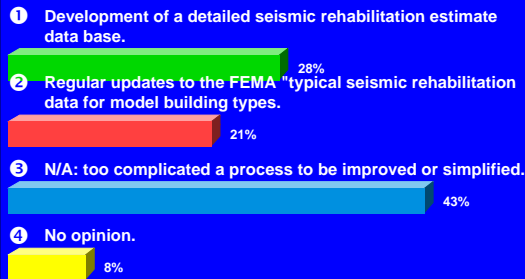 ❶ Development of a detailed seismic rehabilitation estimate
data base.
28%
❷ Regular updates to the FEMA "typical seismic rehabilitation
data for model building types.
21%
❸ N/A: too complicated a process to be improved or simplified.
43%
❹ No opinion.
8%